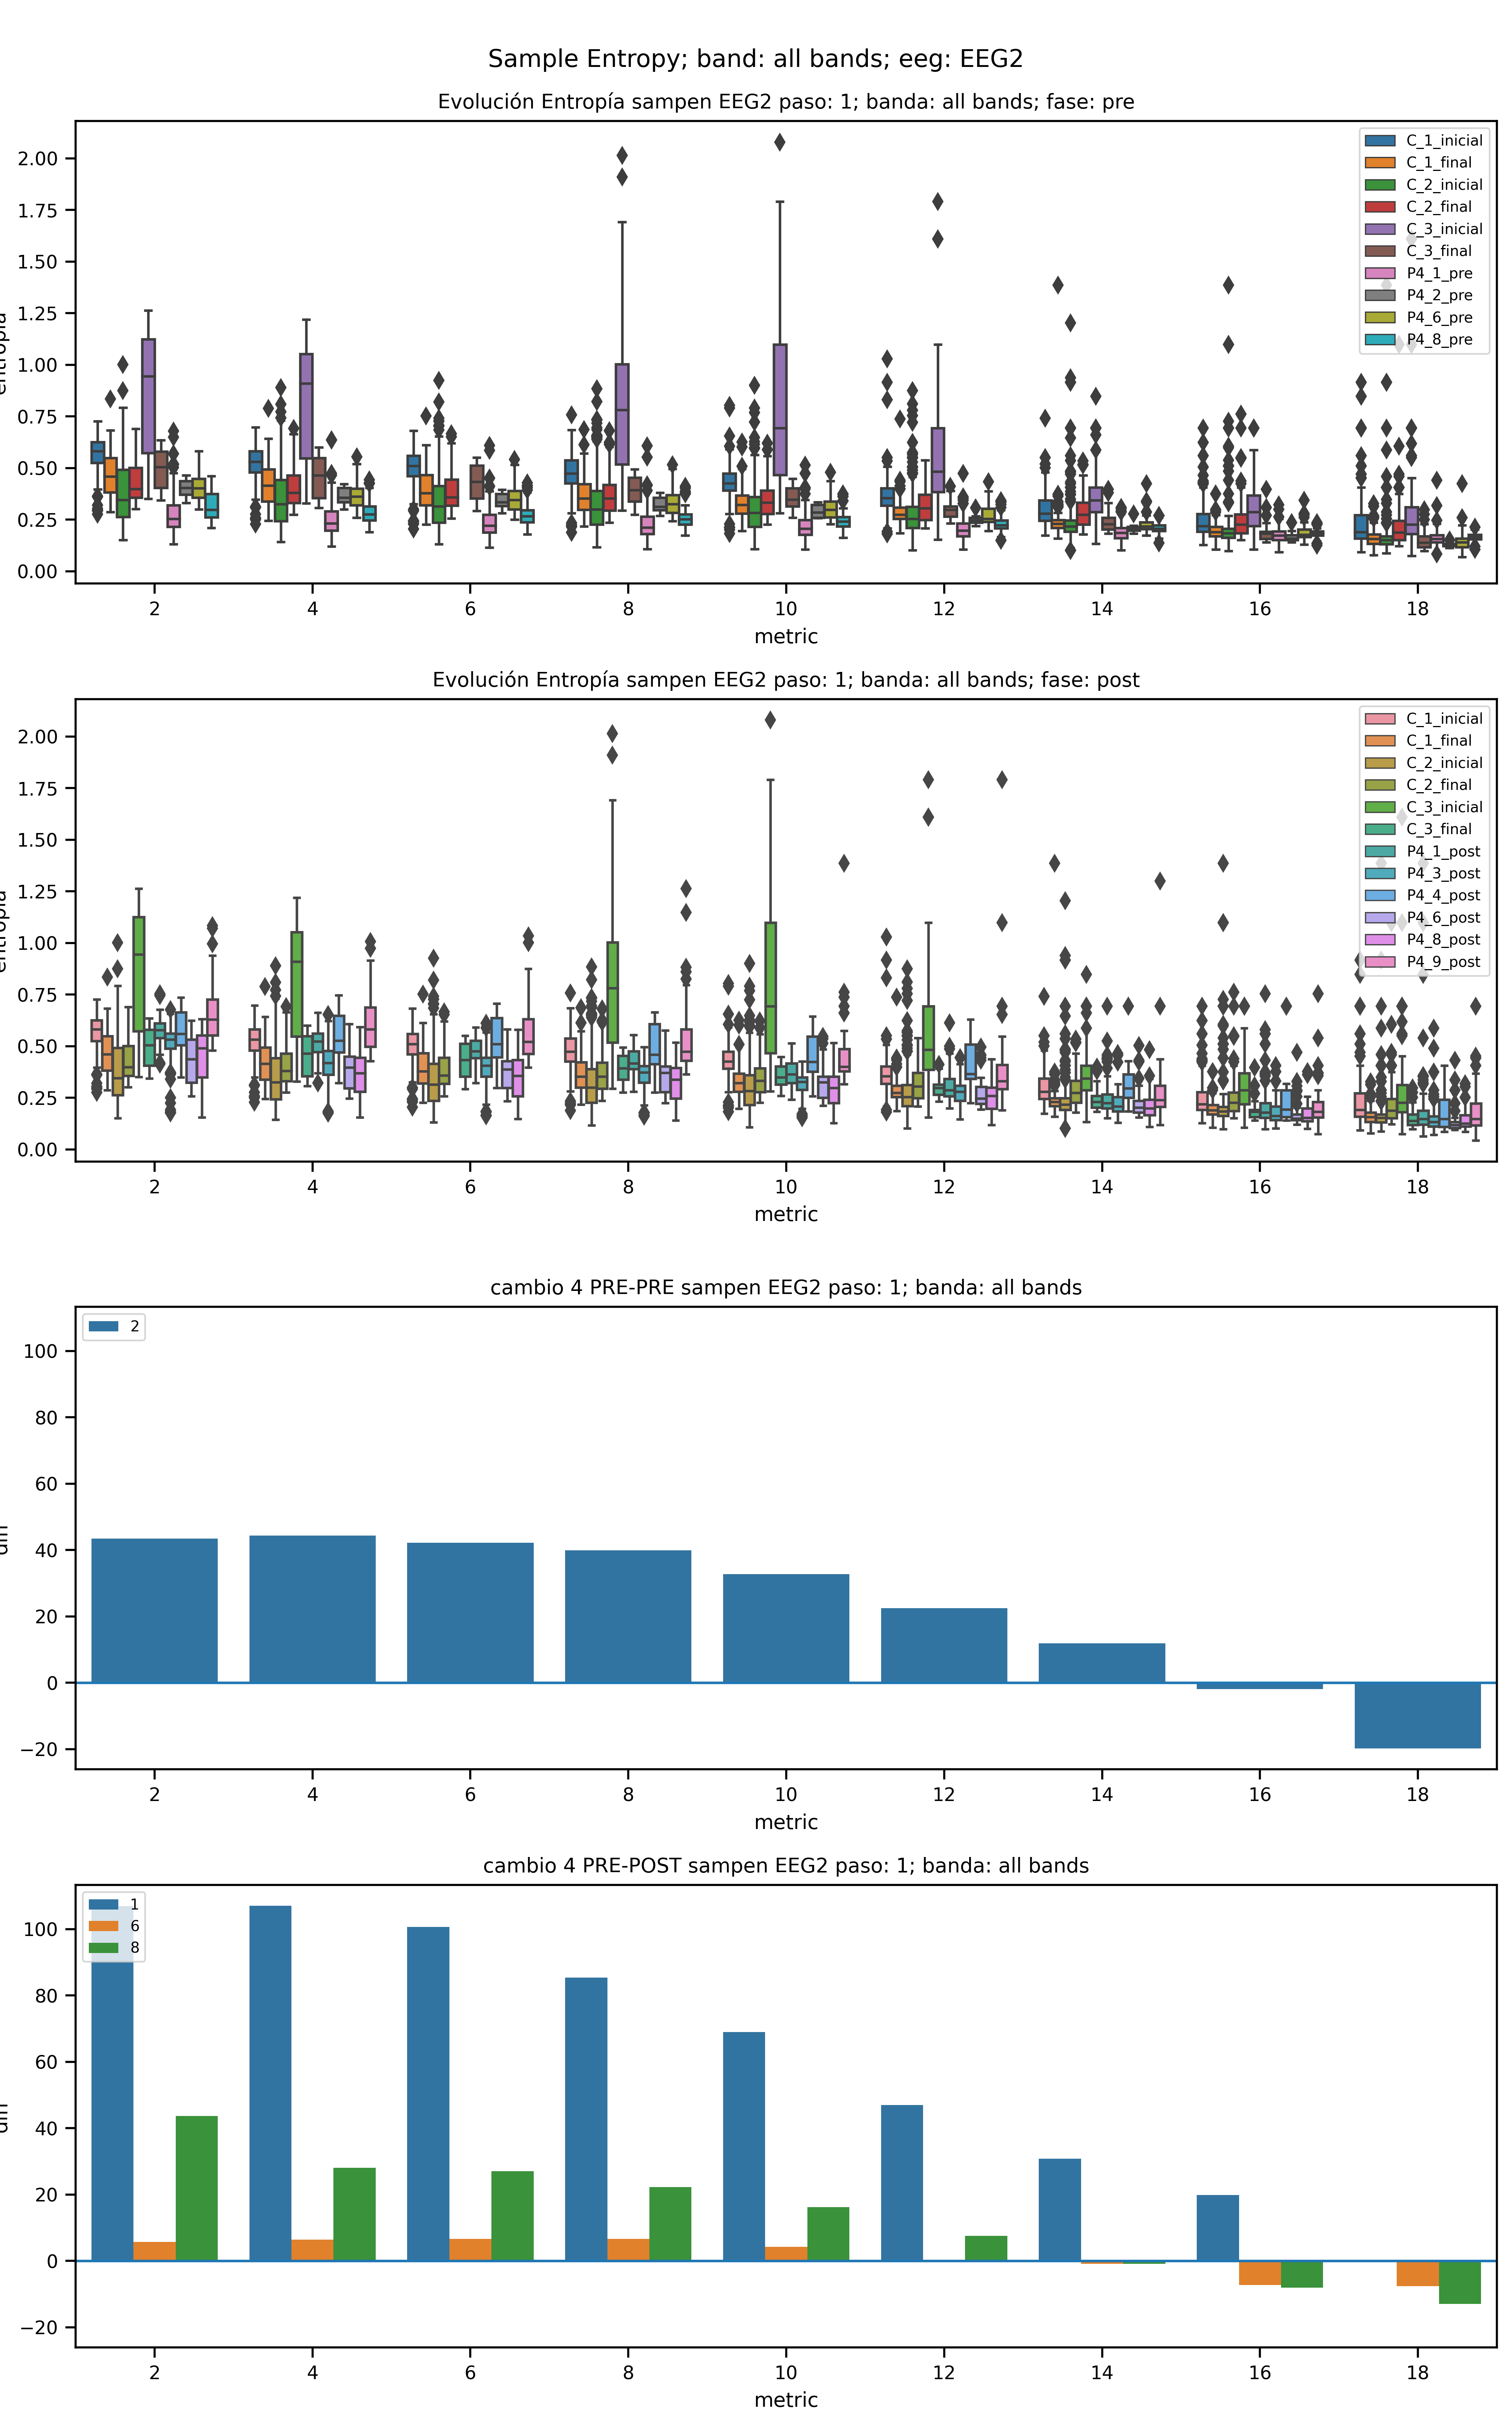 Sample Entropy; band: all bands; eeg: EEG2
Evolución Entropía sampen EEG2 paso: 1; banda: all bands; fase: pre
2.00
1.75
1.50
1.25
1.00
0.75
0.50
0.25
0.00
C_1_inicial
C_1_final
C_2_inicial
C_2_final
C_3_inicial
C_3_final
P4_1_pre
P4_2_pre
P4_6_pre
P4_8_pre
2 4 6 8 10 12 14 16 18
metric
Evolución Entropía sampen EEG2 paso: 1; banda: all bands; fase: post
2.00
1.75
1.50
1.25
1.00
0.75
0.50
0.25
0.00
C_1_inicial
C_1_final
C_2_inicial
C_2_final
C_3_inicial
C_3_final
P4_1_post
P4_3_post
P4_4_post
P4_6_post
P4_8_post
P4_9_post
2 4 6 8 10 12 14 16 18
metric
cambio 4 PRE-PRE sampen EEG2 paso: 1; banda: all bands
2
100
80
60
40
20
0
−20
2 4 6 8 10 12 14 16 18
metric
cambio 4 PRE-POST sampen EEG2 paso: 1; banda: all bands
1
6
8
100
80
60
40
20
0
−20
2 4 6 8 10 12 14 16 18
metric